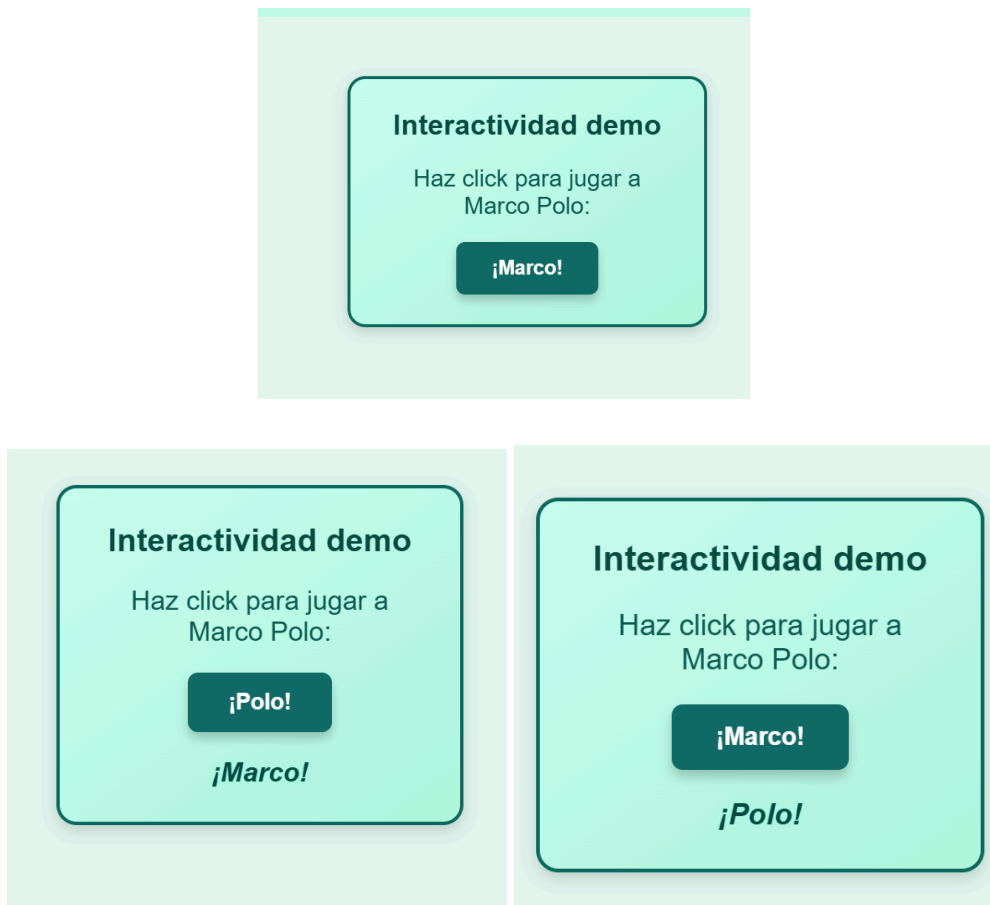 Interactividad demo
Haz click para jugar a
Marco Polo:
¡Marco!
Interactividad demo
Haz click para jugar a
Marco Polo:
¡Polo!
¡Marco!
Interactividad demo
Haz click para jugar a
Marco Polo:
¡Marco!
¡Polo!